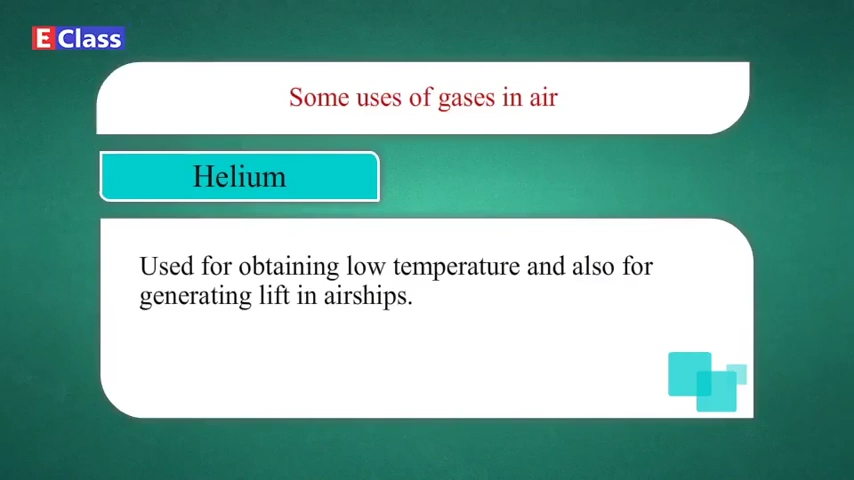 E Class
Some uses of gases in air
Helium
Used for obtaining low temperature and also for
generating lift in airships.